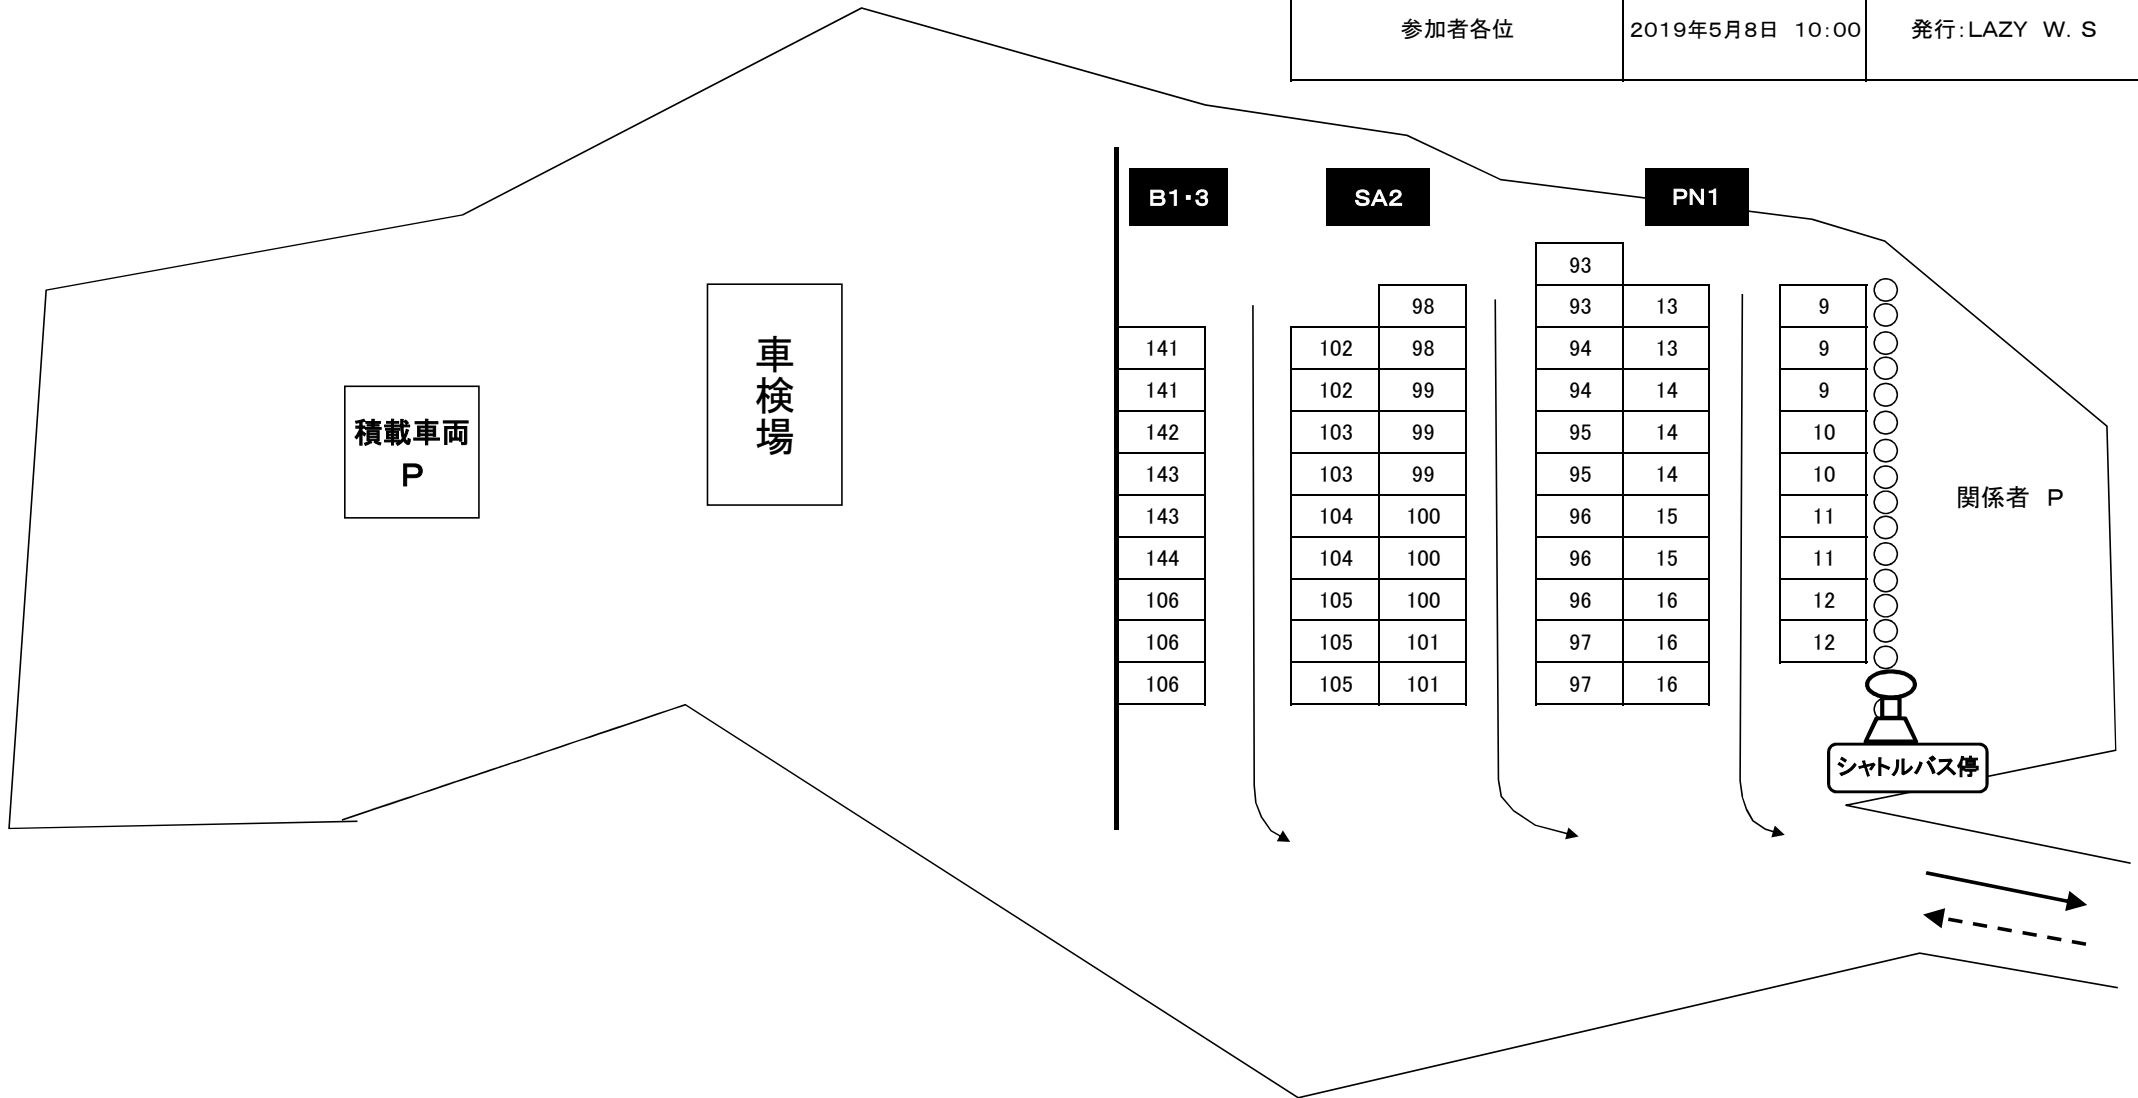 参加者各位 2019年5月8日 10:00 発行:LAZY W. S
B1・3 SA2 PN1
93
98 93 13 9
141 102 98 94 13 9
141 102 99 94 14 9
142 103 99 95 14 10
143 103 99 95 14 10
143 104 100 96 15 11
144 104 100 96 15 11
106 105 100 96 16 12
106 105 101 97 16 12
106 105 101 97 16
車検場
積載車両
P
関係者 P
シャトルバス停